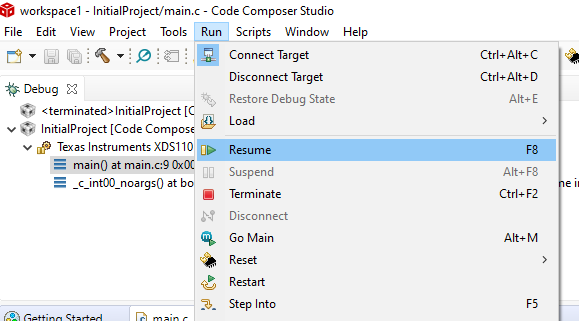 workspace1 - InitialProject/main.c - Code Composer Studio
File Edit View Project Tools Run Scripts Window Help
Debug
<terminated>InitialProject [C
InitialProject [Code Composer
Texas Instruments XDS110
main() at main.c:9 0x00
_c_int00_noargs() at bo
me in
Connect Target Ctrl+Alt+C
Disconnect Target Ctrl+Alt+D
Restore Debug State Alt+E
Load
Resume F8
Suspend Alt+F8
Terminate Ctrl+F2
Disconnect
Go Main Alt+M
Reset
Restart
Step Into F5
Getting Started
main.c